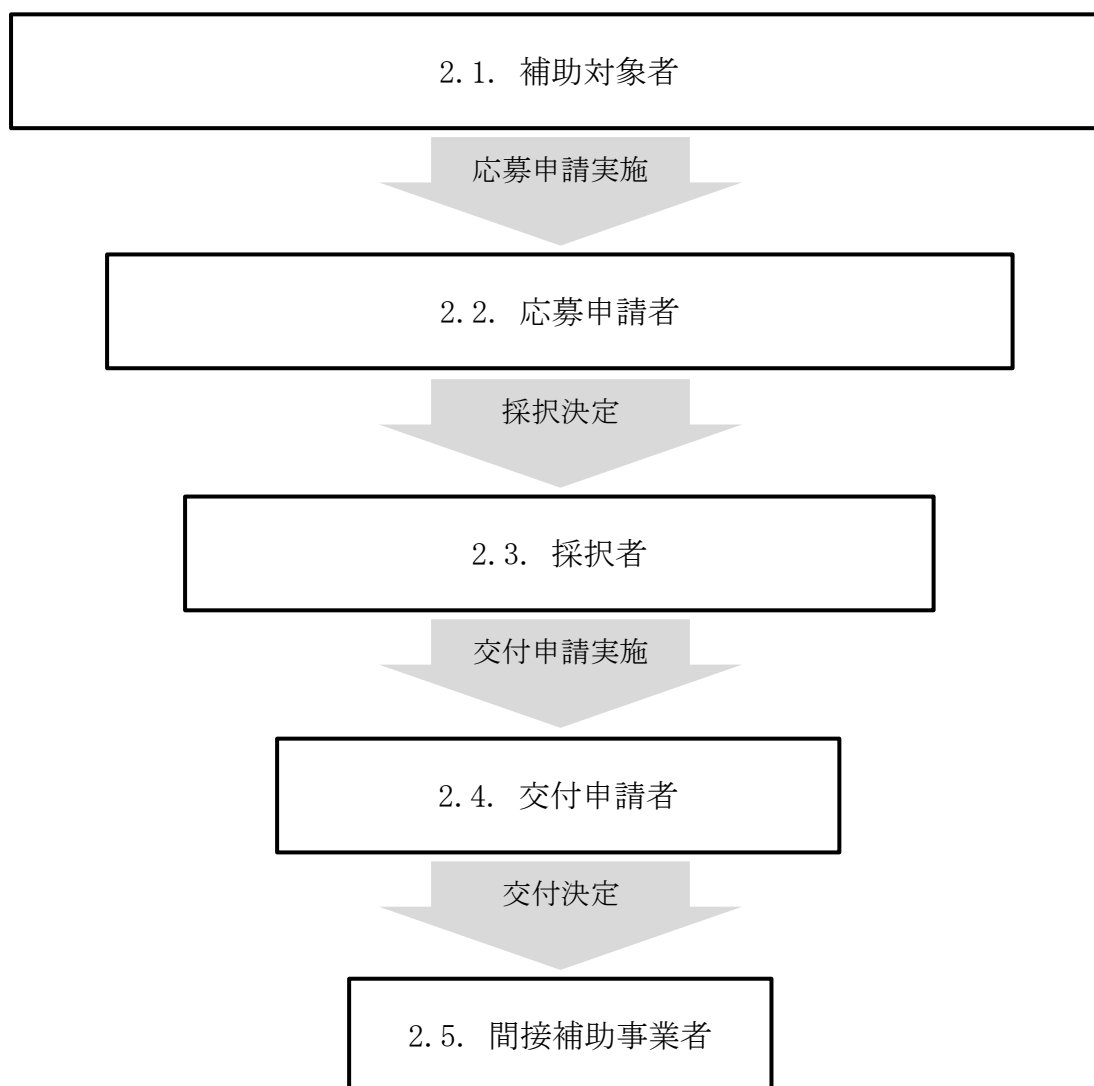 2.1. 補助対象者
応募申請実施
2.2. 応募申請者
採択決定
2.3. 採択者
交付申請実施
2.4. 交付申請者
交付決定
2.5. 間接補助事業者